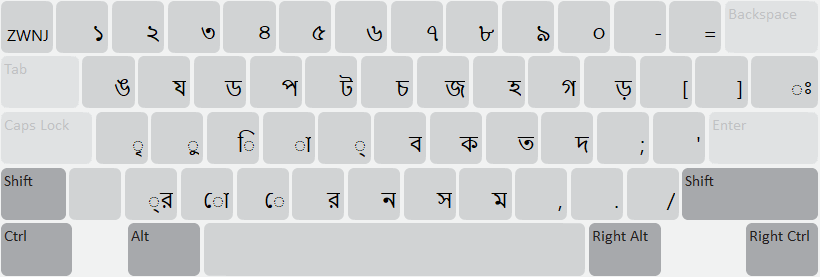 ZWNJ ১ ২ ৩ ৪ ৫ ৬ ৭ ৮ ৯ ০ - = Backspace
Tab ঙ য ড প ট চ জ হ গ ড় [ ] ঃ
Caps Lock ৃ ু ি া ্ ব ক ত দ ; ' Enter
Shift ্র ো ে র ন স ম , . / Shift
Ctrl Alt Right Alt Right Ctrl